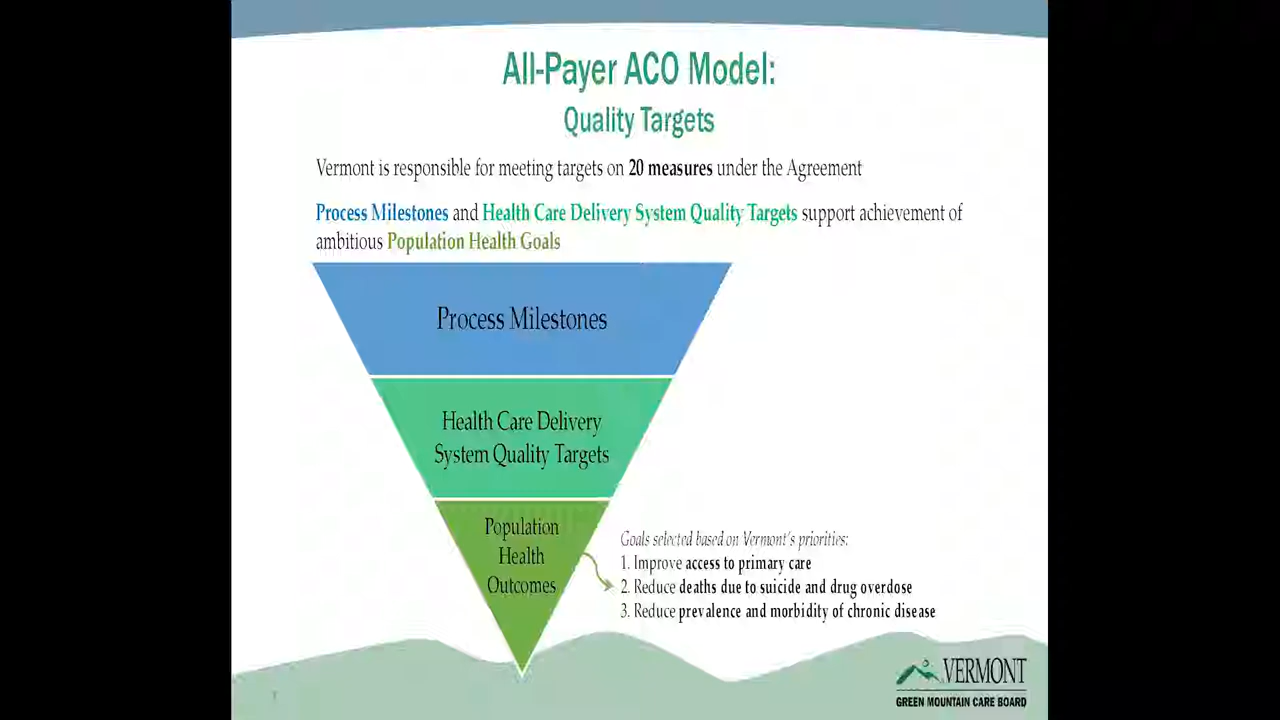 All-Payer ACO Model:
Quality Targets
Vermont is responsible for meeting targets on 20 measures under the Agreement
Process Milestones and Health Care Delivery System Quality Targets support achievement of
ambitious Population Health Goals
Process Milestones
Health Care Delivery
System Quality Targets
Population
Health
Outcomes
Goals selected based on Vermont's priorities:
1. Improve access to primary care
2. Reduce deaths due to suicide and drug overdose
3. Reduce prevalence and morbidity of chronic disease
VERMONT
GREEN MOUNTAIN CARE BOARD